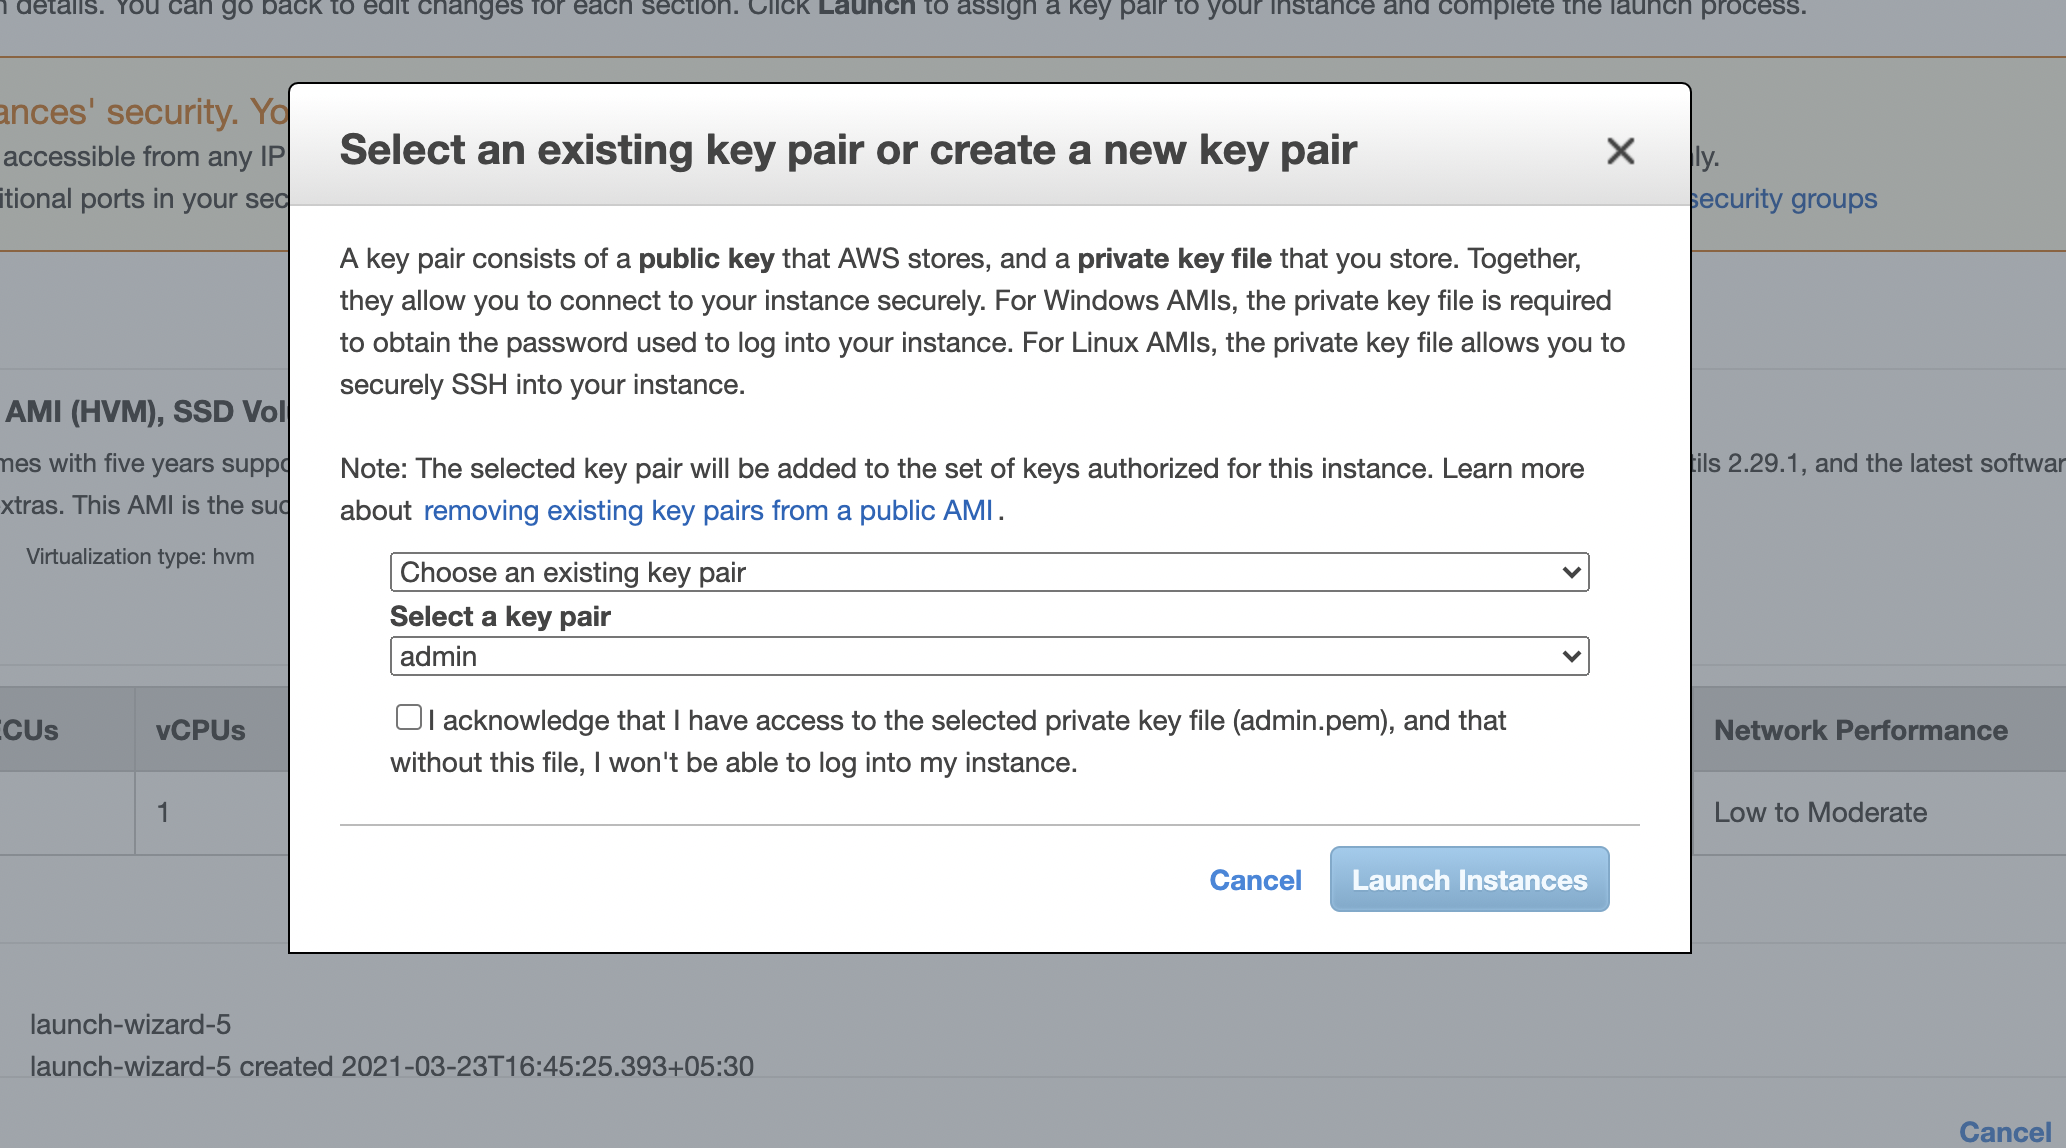 details. You can go back to edit changes for each section. Click Launch to assign a key pair to your instance and complete the launch process.
security. Yo
accessible from any IP
ports in your sec
security groups
Select an existing key pair or create a new key pair
A key pair consists of a public key that AWS stores, and a private key file that you store. Together,
they allow you to connect to your instance securely. For Windows AMIs, the private key file is required
to obtain the password used to log into your instance. For Linux AMIs, the private key file allows you to
securely SSH into your instance.
Note: The selected key pair will be added to the set of keys authorized for this instance. Learn more
about removing existing key pairs from a public AMI.
Choose an existing key pair
Select a key pair
admin
I acknowledge that I have access to the selected private key file (admin.pem), and that
without this file, I won't be able to log into my instance.
Cancel Launch Instances
AMI (HVM), SSD Vol
with five years suppo
2.29.1, and the latest softwar
xtras. This AMI is the suc
Virtualization type: hvm
ECUs vCPUs Network Performance
1 Low to Moderate
launch-wizard-5
launch-wizard-5 created 2021-03-23T16:45:25.393+05:30
Cancel